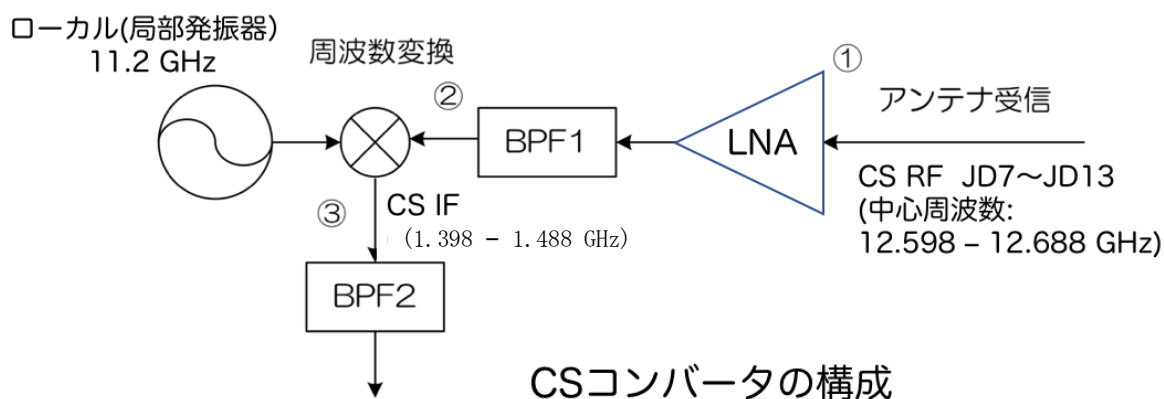 ローカル(局部発振器)
11.2 GHz
周波数変換
②
BPF1
①
LNA
アンテナ受信
CS RF JD7～JD13
(中心周波数:
12.598 – 12.688 GHz)
③
CS IF
(1.398 − 1.488 GHz)
BPF2
CSコンバータの構成